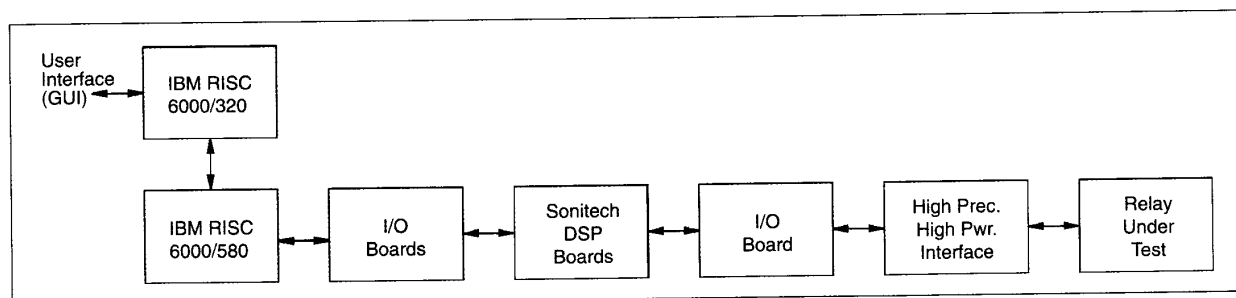 User
Interface
(GUI)
IBM RISC
6000/320
IBM RISC
6000/580
I/O
Boards
Sonitech
DSP
Boards
I/O
Board
High Prec.
High Pwr.
Interface
Relay
Under
Test